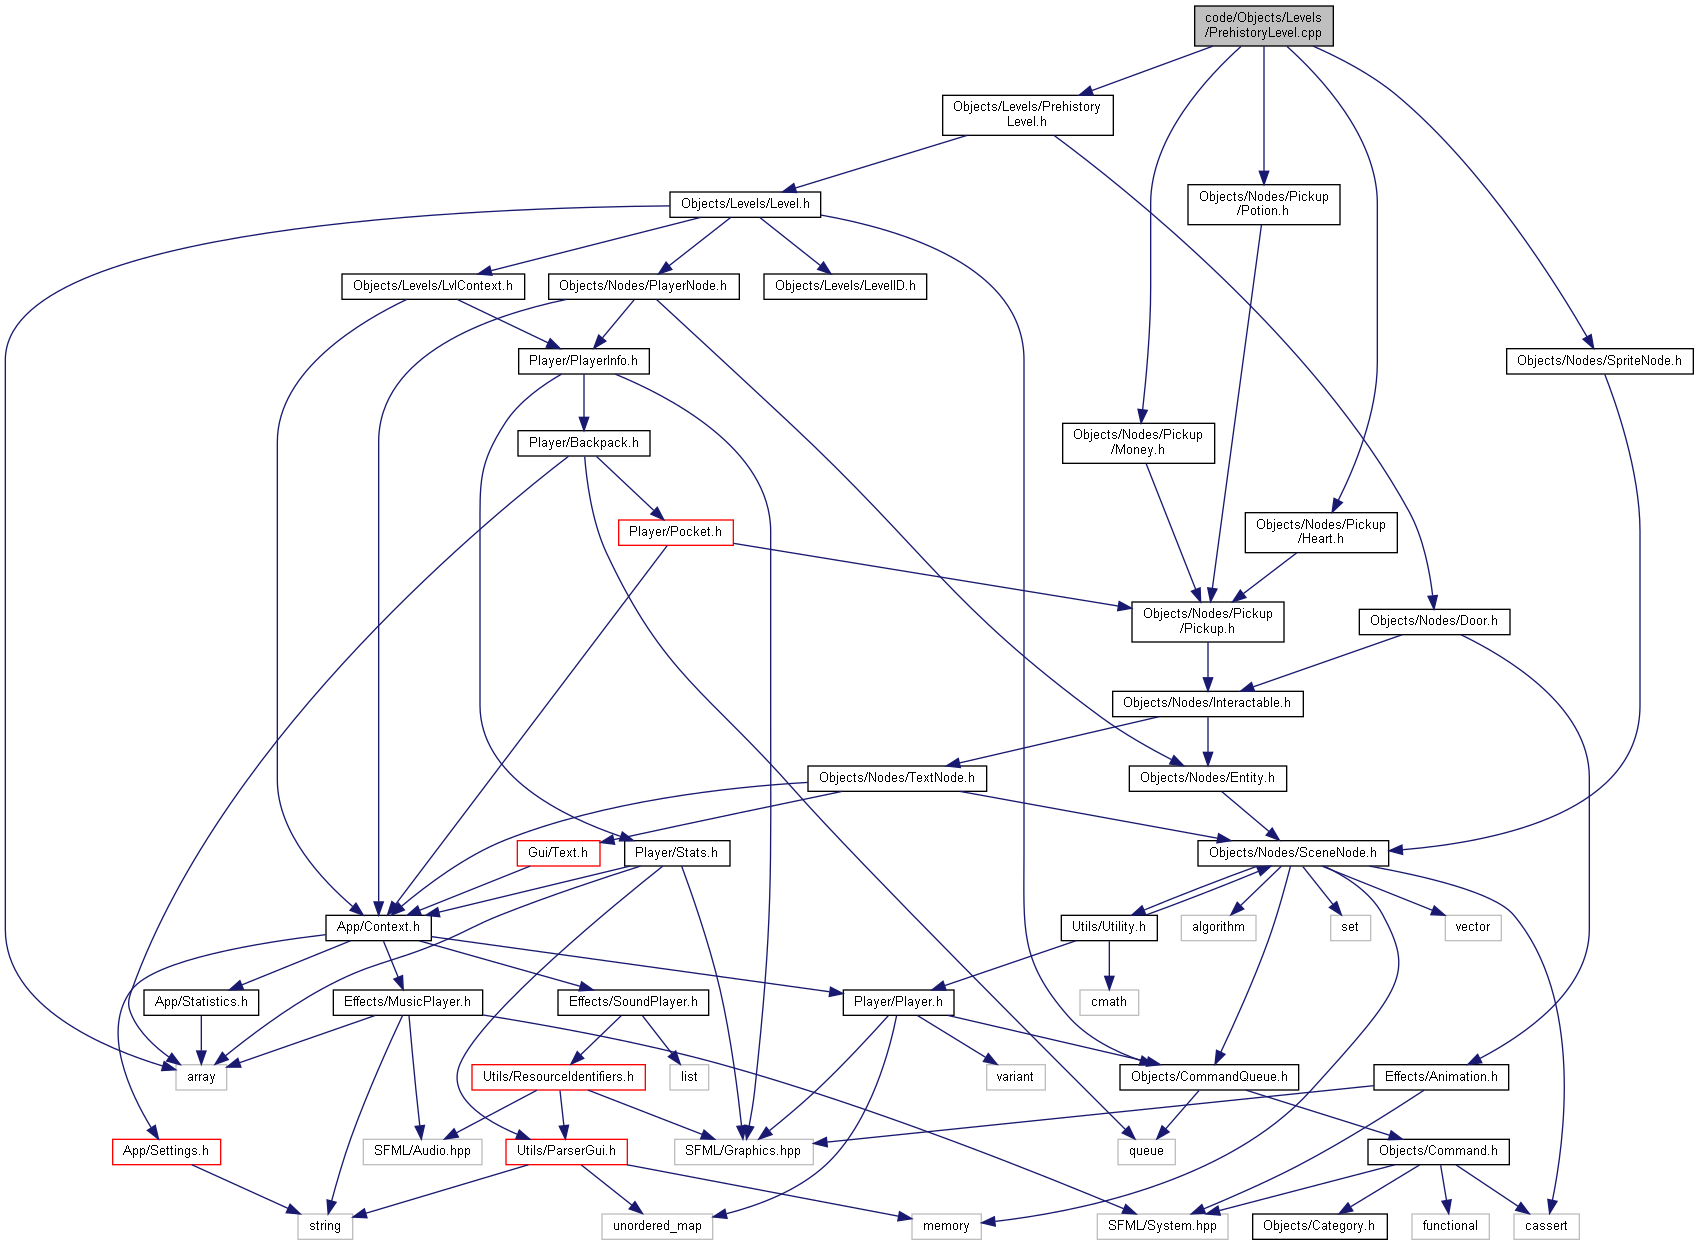 code/Objects/Levels
/PrehistoryLevel.cpp
Objects/Levels/Prehistory
Level.h
Objects/Levels/Level.h
Objects/Nodes/Pickup
/Potion.h
Objects/Levels/LvlContext.h
Objects/Nodes/PlayerNode.h
Objects/Levels/LevelID.h
Player/PlayerInfo.h
Objects/Nodes/SpriteNode.h
Player/Backpack.h
Objects/Nodes/Pickup
/Money.h
Player/Pocket.h
Objects/Nodes/Pickup
/Heart.h
Objects/Nodes/Pickup
/Pickup.h
Objects/Nodes/Door.h
Objects/Nodes/Interactable.h
Objects/Nodes/TextNode.h
Objects/Nodes/Entity.h
Gui/Text.h
Player/Stats.h
Objects/Nodes/SceneNode.h
App/Context.h
Utils/Utility.h
algorithm
set
vector
App/Statistics.h
Effects/MusicPlayer.h
Effects/SoundPlayer.h
Player/Player.h
cmath
array
Utils/ResourceIdentifiers.h
list
variant
Objects/CommandQueue.h
Effects/Animation.h
App/Settings.h
SFML/Audio.hpp
Utils/ParserGui.h
SFML/Graphics.hpp
queue
Objects/Command.h
string
unordered_map
memory
SFML/System.hpp
Objects/Category.h
functional
cassert